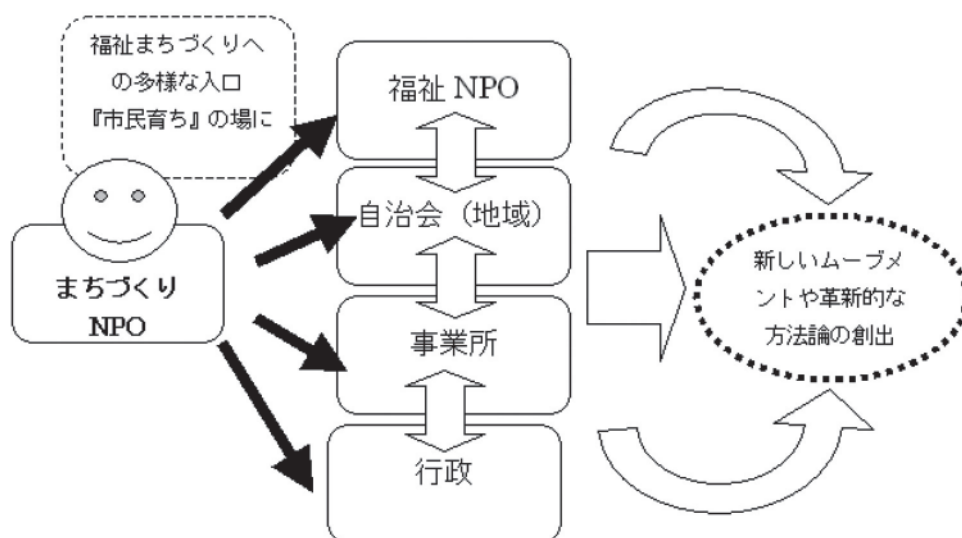 福祉まちづくりへ
の多様な入口
『市民育ち』の場に
まちづくり
NPO
福祉 NPO
自治会（地域）
事業所
行政
新しいムーブメ
ントや革新的な
方法論の創出